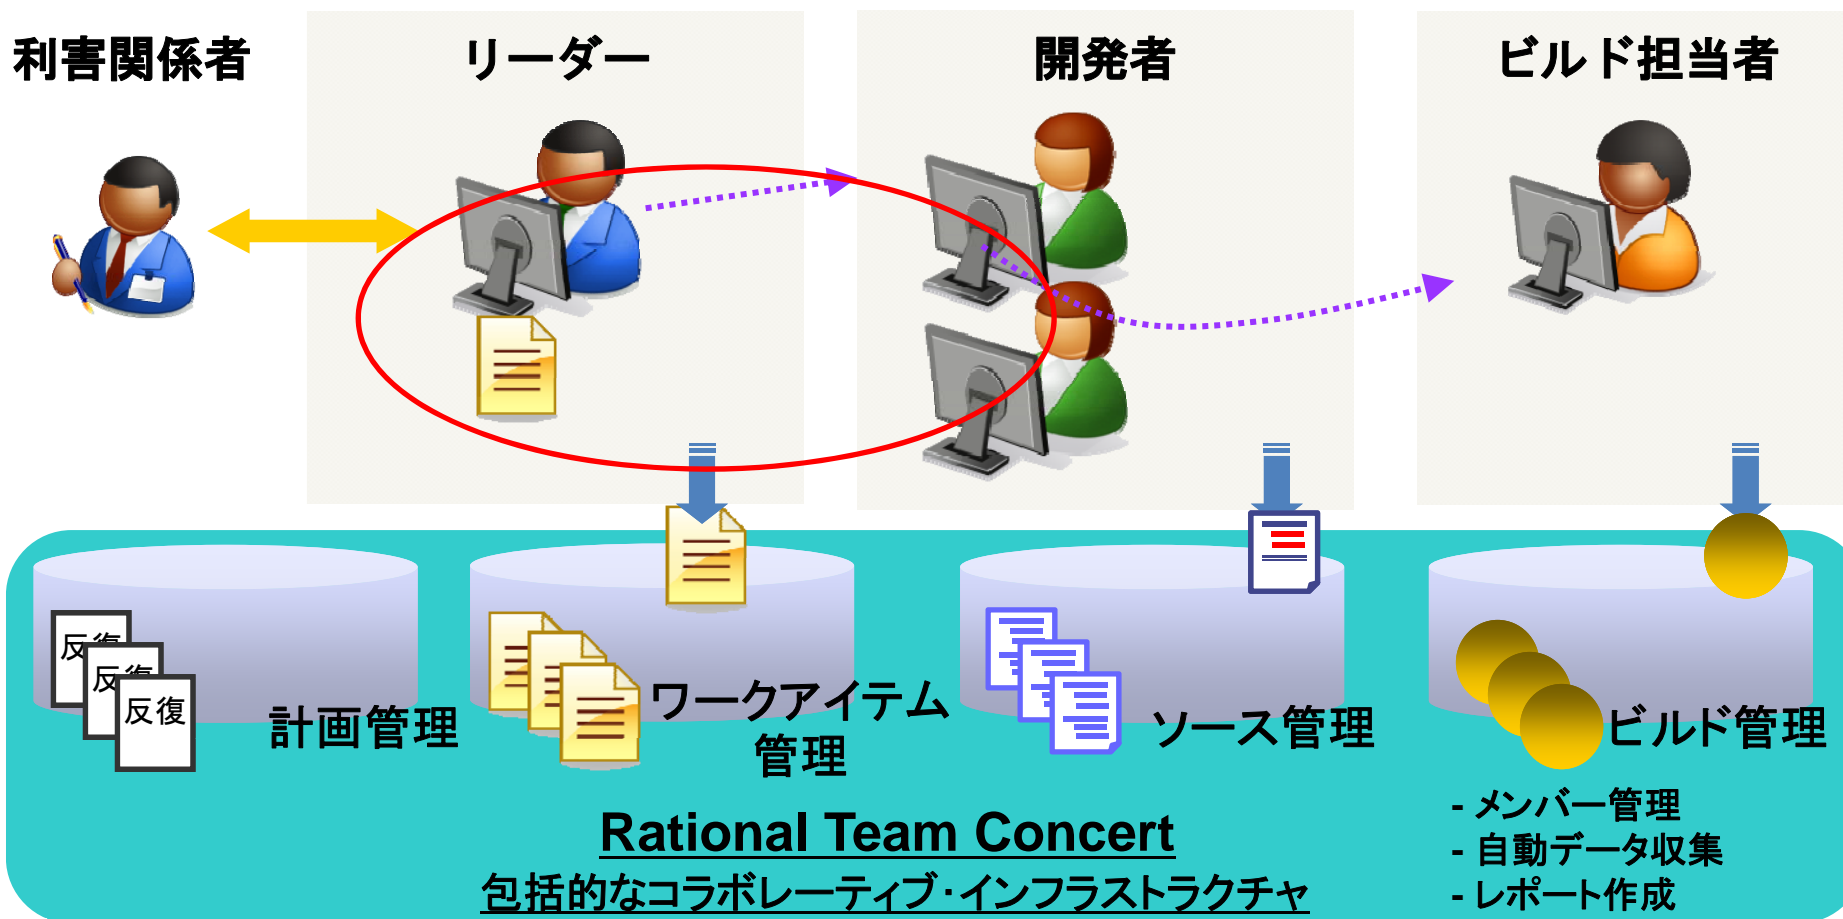 利害関係者
リーダー
開発者
ビルド担当者
反復
反復
反復
計画管理
ワークアイテム
管理
ソース管理
ビルド管理
Rational Team Concert
包括的なコラボレーティブ・インフラストラクチャ
- メンバー管理
- 自動データ収集
- レポート作成